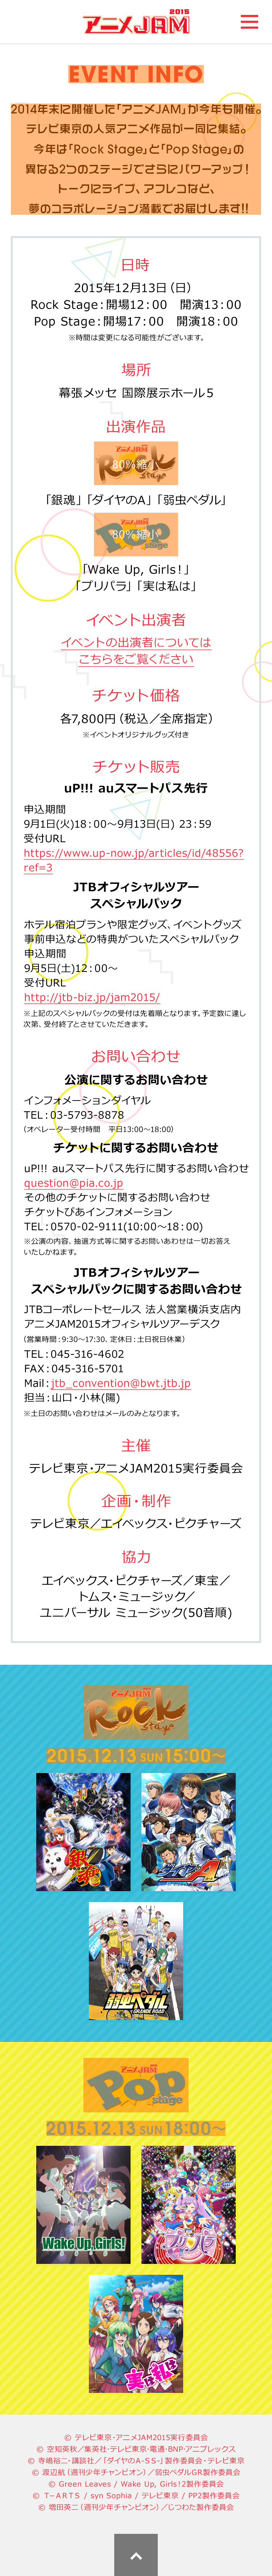 アニメJAM 2015
EVENT INFO
2014年末に開催した「アニメJAM」が今年も開催。
テレビ東京の人気アニメ作品が一同に集結。
今年は「Rock Stage」と「Pop Stage」の
異なる2つのステージでさらにパワーアップ！
トークにライブ、アフレコなど、
夢のコラボレーション満載でお届けします!!
日時
2015年12月13日（日）
Rock Stage：開場12：00　開演13：00
Pop Stage：開場17：00　開演18：00
※時間は変更になる可能性がございます。
場所
幕張メッセ 国際展示ホール5
出演作品
アニメJAM Rock stage
80%縮小
「銀魂」「ダイヤのA」「弱虫ペダル」
アニメJAM Pop stage
80%縮小
「Wake Up, Girls！」
「プリパラ」「実は私は」
イベント出演者
イベントの出演者については
こちらをご覧ください
チケット価格
各7,800円（税込／全席指定）
※イベントオリジナルグッズ付き
チケット販売
uP!!! auスマートパス先行
申込期間
9月1日(火)18：00～9月13日(日) 23：59
受付URL
https://www.up-now.jp/articles/id/48556?
ref=3
JTBオフィシャルツアー
スペシャルパック
ホテル宿泊プランや限定グッズ、イベントグッズ
事前申込みなどの特典がついたスペシャルパック
申込期間
9月5日(土)12：00～
受付URL
http://jtb-biz.jp/jam2015/
※上記のスペシャルパックの受付は先着順となります。予定数に達し
次第、受付終了とさせていただきます。
お問い合わせ
公演に関するお問い合わせ
インフォメーションダイヤル
TEL：03-5793-8878
（オペレーター受付時間　平日13:00～18:00）
チケットに関するお問い合わせ
uP!!! auスマートパス先行に関するお問い合わせ
question@pia.co.jp
その他のチケットに関するお問い合わせ
チケットぴあインフォメーション
TEL：0570-02-9111(10:00～18：00)
※公演の内容、抽選方式等に関するお問いあわせは一切お答え
いたしかねます。
JTBオフィシャルツアー
スペシャルパックに関するお問い合わせ
JTBコーポレートセールス 法人営業横浜支店内
アニメJAM2015オフィシャルツアーデスク
（営業時間：9:30～17:30、定休日：土日祝日休業）
TEL：045-316-4602
FAX：045-316-5701
Mail：jtb_convention@bwt.jtb.jp
担当：山口・小林(陽)
※土日のお問い合わせはメールのみとなります。
主催
テレビ東京・アニメJAM2015実行委員会
企画・制作
テレビ東京／エイベックス・ピクチャーズ
協力
エイベックス・ピクチャーズ／東宝／
トムス・ミュージック／
ユニバーサル ミュージック(50音順)
アニメJAM Rock stage
2015.12.13 SUN 15:00～
銀魂
ダイヤのA
弱虫ペダル GRANDE ROAD
アニメJAM Pop stage
2015.12.13 SUN 18:00～
Wake Up, Girls!
プリパラ
実は私は
© テレビ東京・アニメJAM2015実行委員会
© 空知英秋／集英社・テレビ東京・電通・BNP・アニプレックス
© 寺嶋裕二・講談社／「ダイヤのA-SS-」製作委員会・テレビ東京
© 渡辺航（週刊少年チャンピオン）／弱虫ペダルGR製作委員会
© Green Leaves / Wake Up, Girls！2製作委員会
© T-ARTS / syn Sophia / テレビ東京 / PP2製作委員会
© 増田英二（週刊少年チャンピオン）／じつわた製作委員会